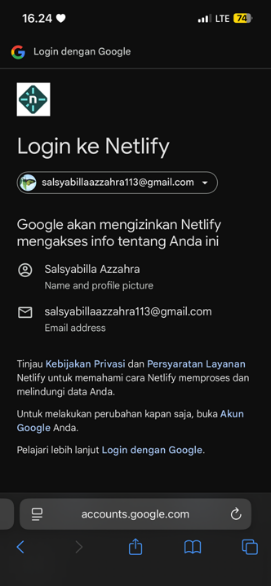 16.24
LTE 74
Login dengan Google
Login ke Netlify
salsyabillaazzahra113@gmail.com
Google akan mengizinkan Netlify
mengakses info tentang Anda ini
Salsyabilla Azzahra
Name and profile picture
salsyabillaazzahra113@gmail.com
Email address
Tinjau Kebijakan Privasi dan Persyaratan Layanan
Netlify untuk memahami cara Netlify memproses dan
melindungi data Anda.
Untuk melakukan perubahan kapan saja, buka Akun
Google Anda.
Pelajari lebih lanjut Login dengan Google.
accounts.google.com